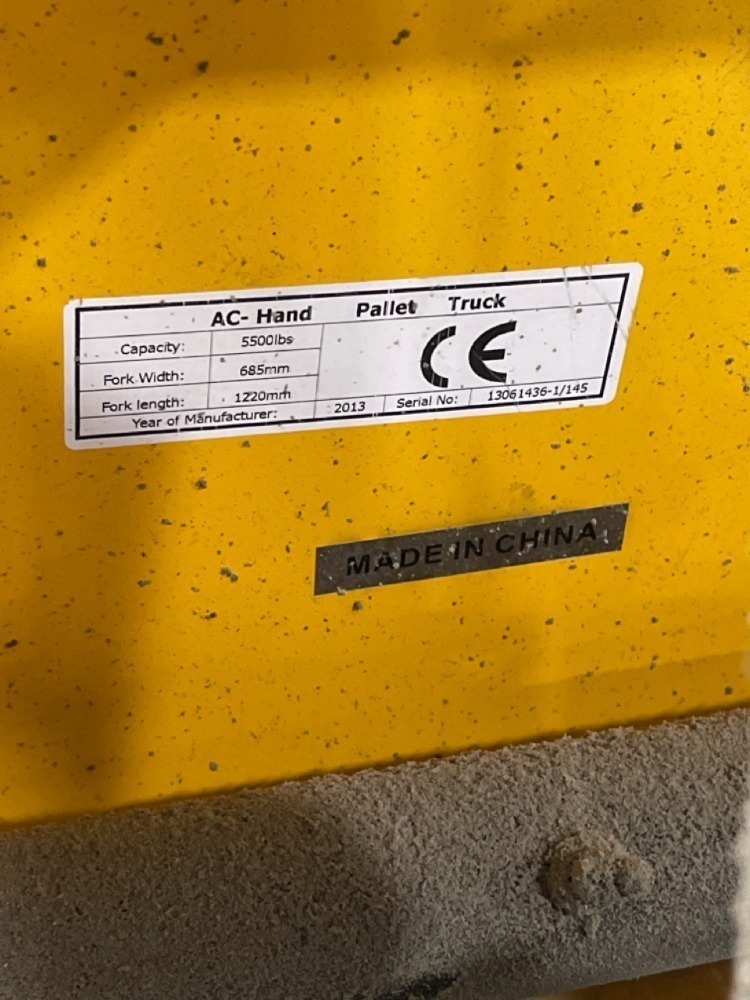 AC- Hand Pallet Truck
Capacity: 5500lbs
Fork Width: 685mm
CE
Fork length: 1220mm
Year of Manufacturer: 2013 Serial No: 13061436-1/145
MADE IN CHINA